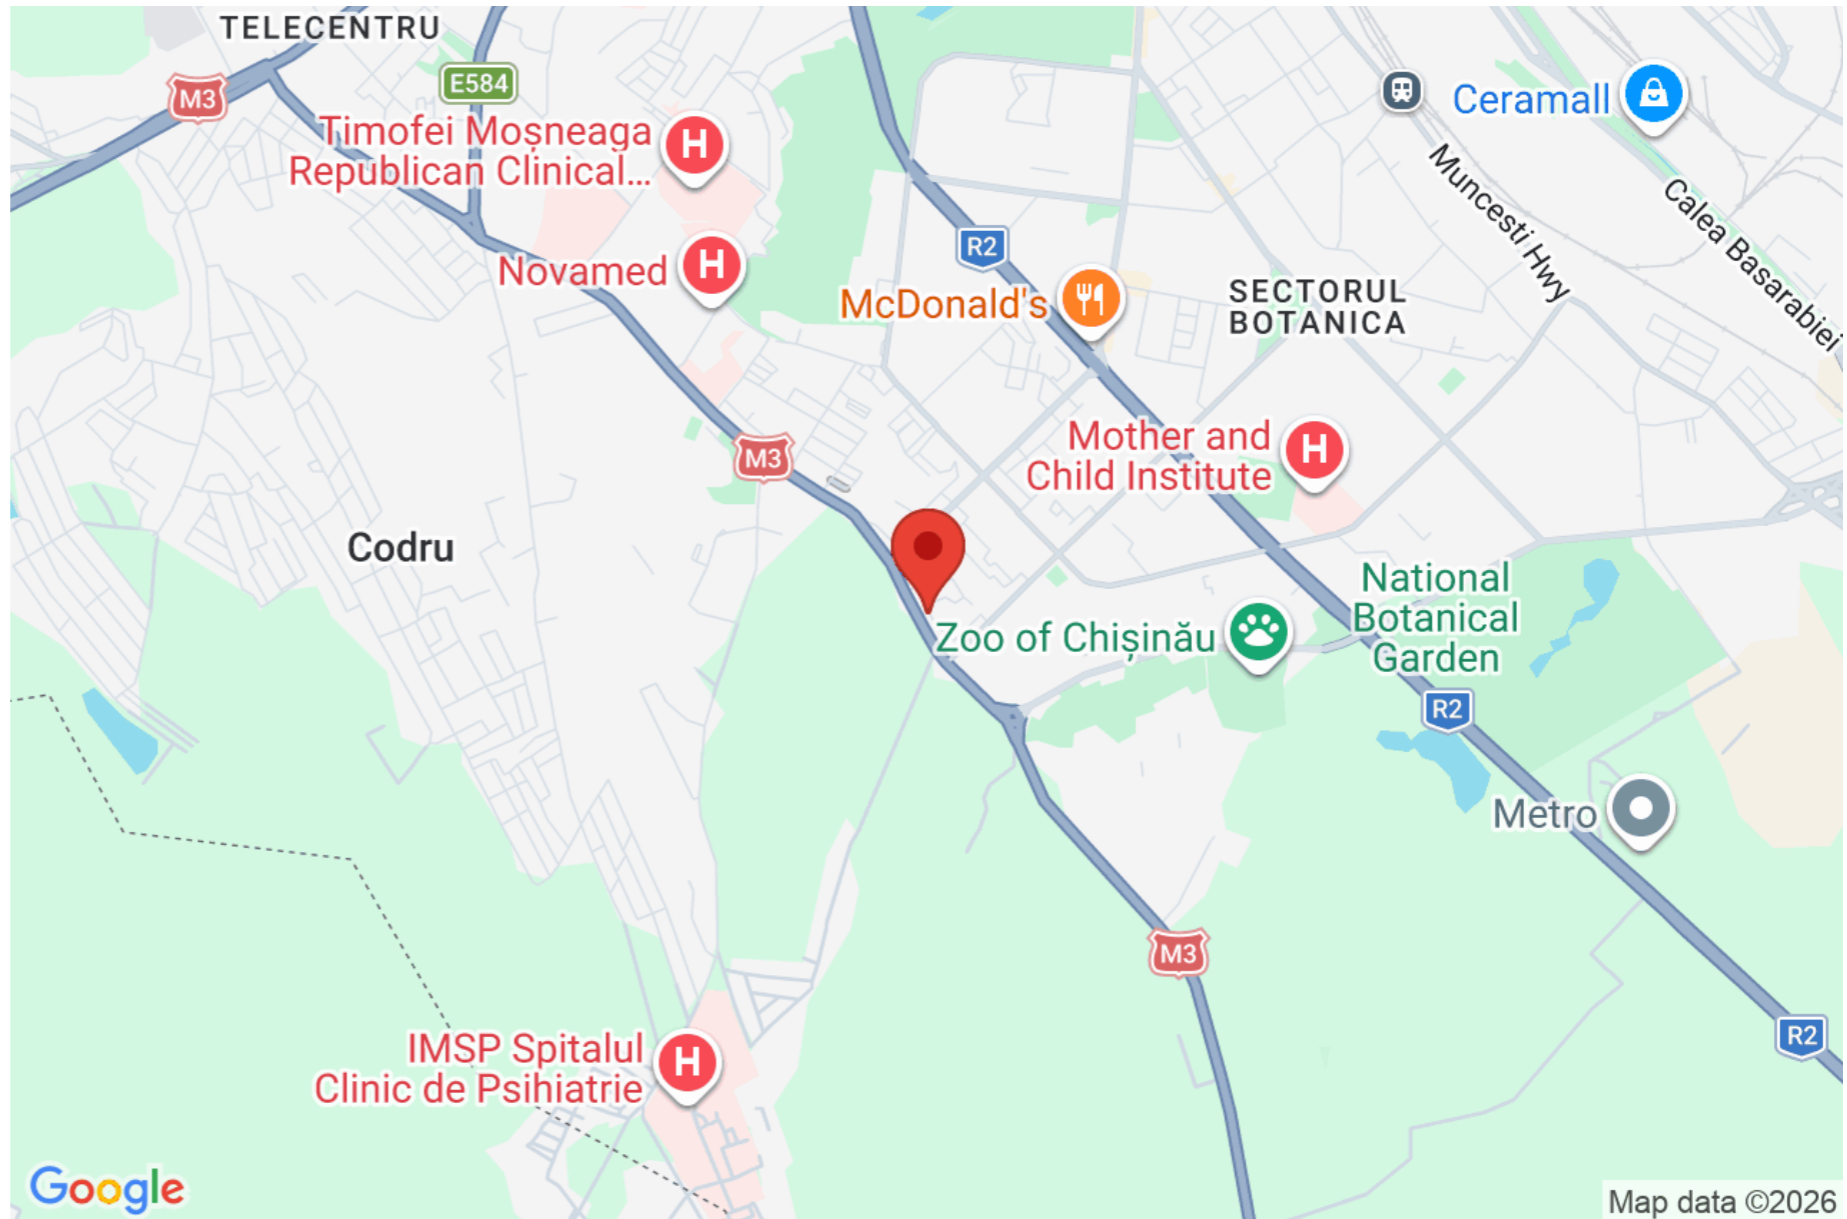 TELECENTRU
M3
E584
Timofei Moșneaga
Republican Clinical...
Novamed
R2
McDonald's
SECTORUL
BOTANICA
Ceramall
Muncesti Hwy
Calea Basarabiei
M3
Mother and
Child Institute
Codru
Zoo of Chișinău
National
Botanical
Garden
R2
Metro
M3
R2
IMSP Spitalul
Clinic de Psihiatrie
Google
Map data ©2026